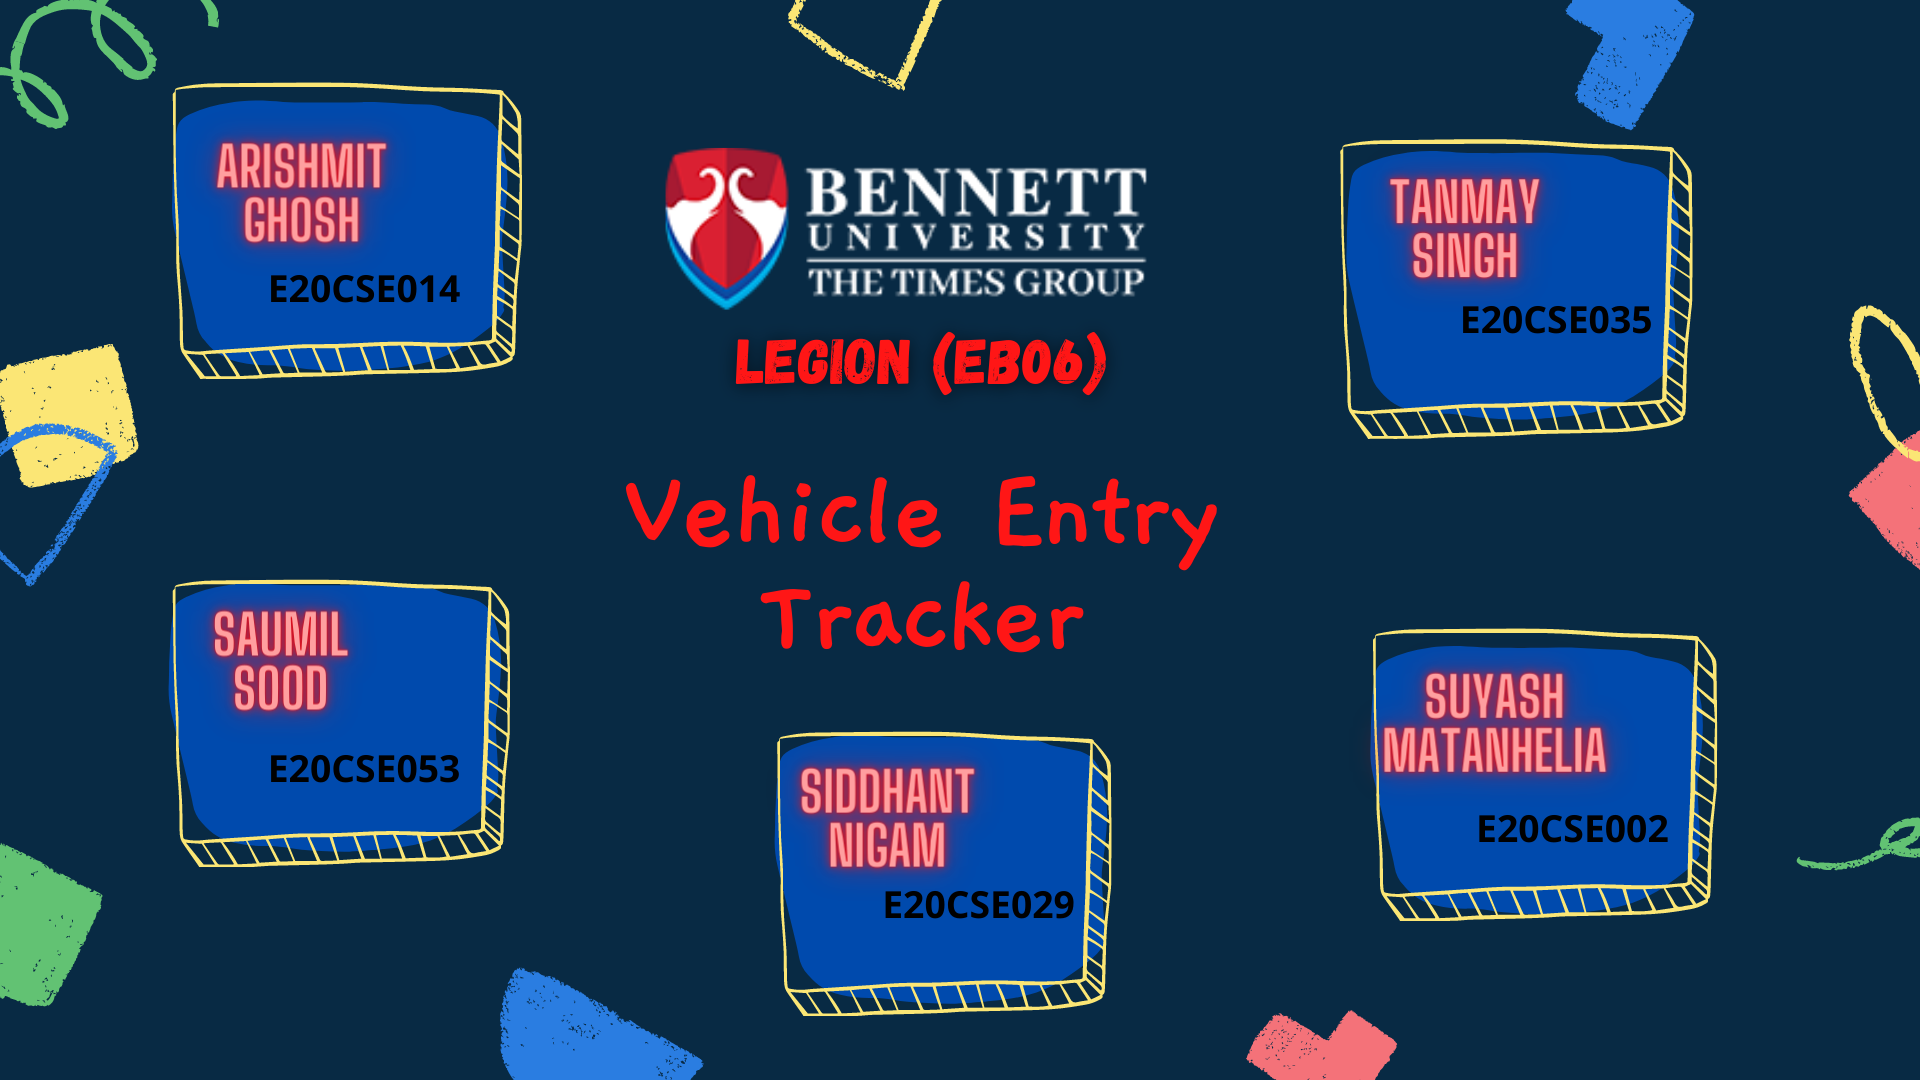 ARISHMIT
GHOSH
E20CSE014
BENNETT
UNIVERSITY
THE TIMES GROUP
LEGION (EB06)
TANMAY
SINGH
E20CSE035
Vehicle Entry
Tracker
SAUMIL
SOOD
E20CSE053
SIDDHANT
NIGAM
E20CSE029
SUYASH
MATANHELIA
E20CSE002